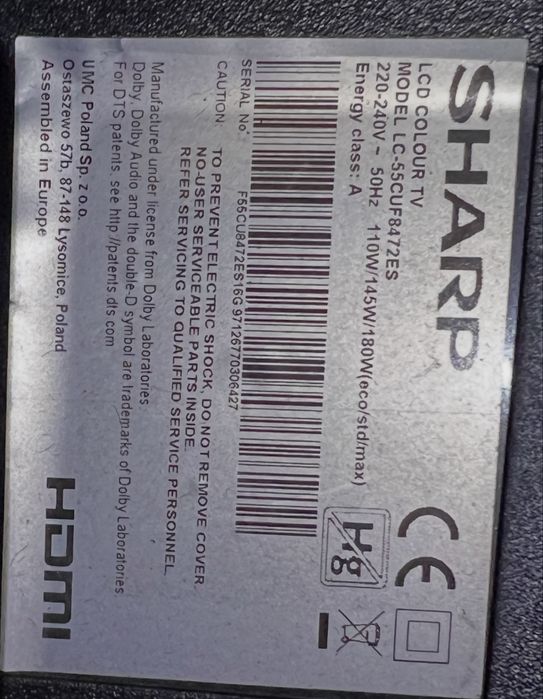 SHARP
LCD COLOUR TV
MODEL LC-55CUF8472ES
220-240V~ 50Hz 110W/145W/180W(eco/std/max)
Energy class: A
CE
Hg
SERIAL No: F55CU8472ES16G97126770306427
CAUTION TO PREVENT ELECTRIC SHOCK, DO NOT REMOVE COVER.
NO-USER SERVICEABLE PARTS INSIDE.
REFER SERVICING TO QUALIFIED SERVICE PERSONNEL.
Manufactured under license from Dolby Laboratories
Dolby, Dolby Audio and the double-D symbol are trademarks of Dolby Laboratories.
For DTS patents, see http://patents.dts.com
UMC Poland Sp. z o.o.
Ostaszewo 57b, 87-148 Lysomice, Poland
Assembled in Europe
HDMI